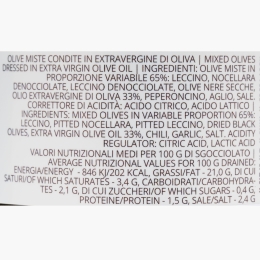 OLIVE MISTE CONDITE IN EXTRAVERGINE DI OLIVA | MIXED OLIVES
DRESSED IN EXTRA VIRGIN OLIVE OIL | INGREDIENTI: OLIVE MISTE IN
PROPORZIONE VARIABILE 65%: LECCINO, NOCELLARA
DENOCCIOLATE, LECCINO DENOCCIOLATE, OLIVE NERE SECCHE,
OLIO EXTRAVERGINE DI OLIVA 33%, PEPERONCINO, AGLIO, SALE.
CORRETTORE DI ACIDITÀ: ACIDO CITRICO, ACIDO LATTICO |
INGREDIENTS: MIXED OLIVES IN VARIABLE PROPORTION 65%:
LECCINO, PITTED NOCELLARA, PITTED LECCINO, DRIED BLACK
OLIVES, EXTRA VIRGIN OLIVE OIL 33%, CHILI, GARLIC, SALT. ACIDITY
REGULATOR: CITRIC ACID, LACTIC ACID
VALORI NUTRIZIONALI MEDI PER 100 G DI SGOCCIOLATO |
AVERAGE NUTRITIONAL VALUES FOR 100 G DRAINED:
ENERGIA/ENERGY - 846 KJ/202 KCAL, GRASSI/FAT - 21,0 G, DI CUI
SATURI/OF WHICH SATURATES - 3,4 G, CARBOIDRATI/CARBOHYDRA-
TES - 2,1 G, DI CUI ZUCCHERI/OF WHICH SUGARS - 0,4 G,
PROTEINE/PROTEIN - 1,5 G, SALE/SALT - 2,4 G